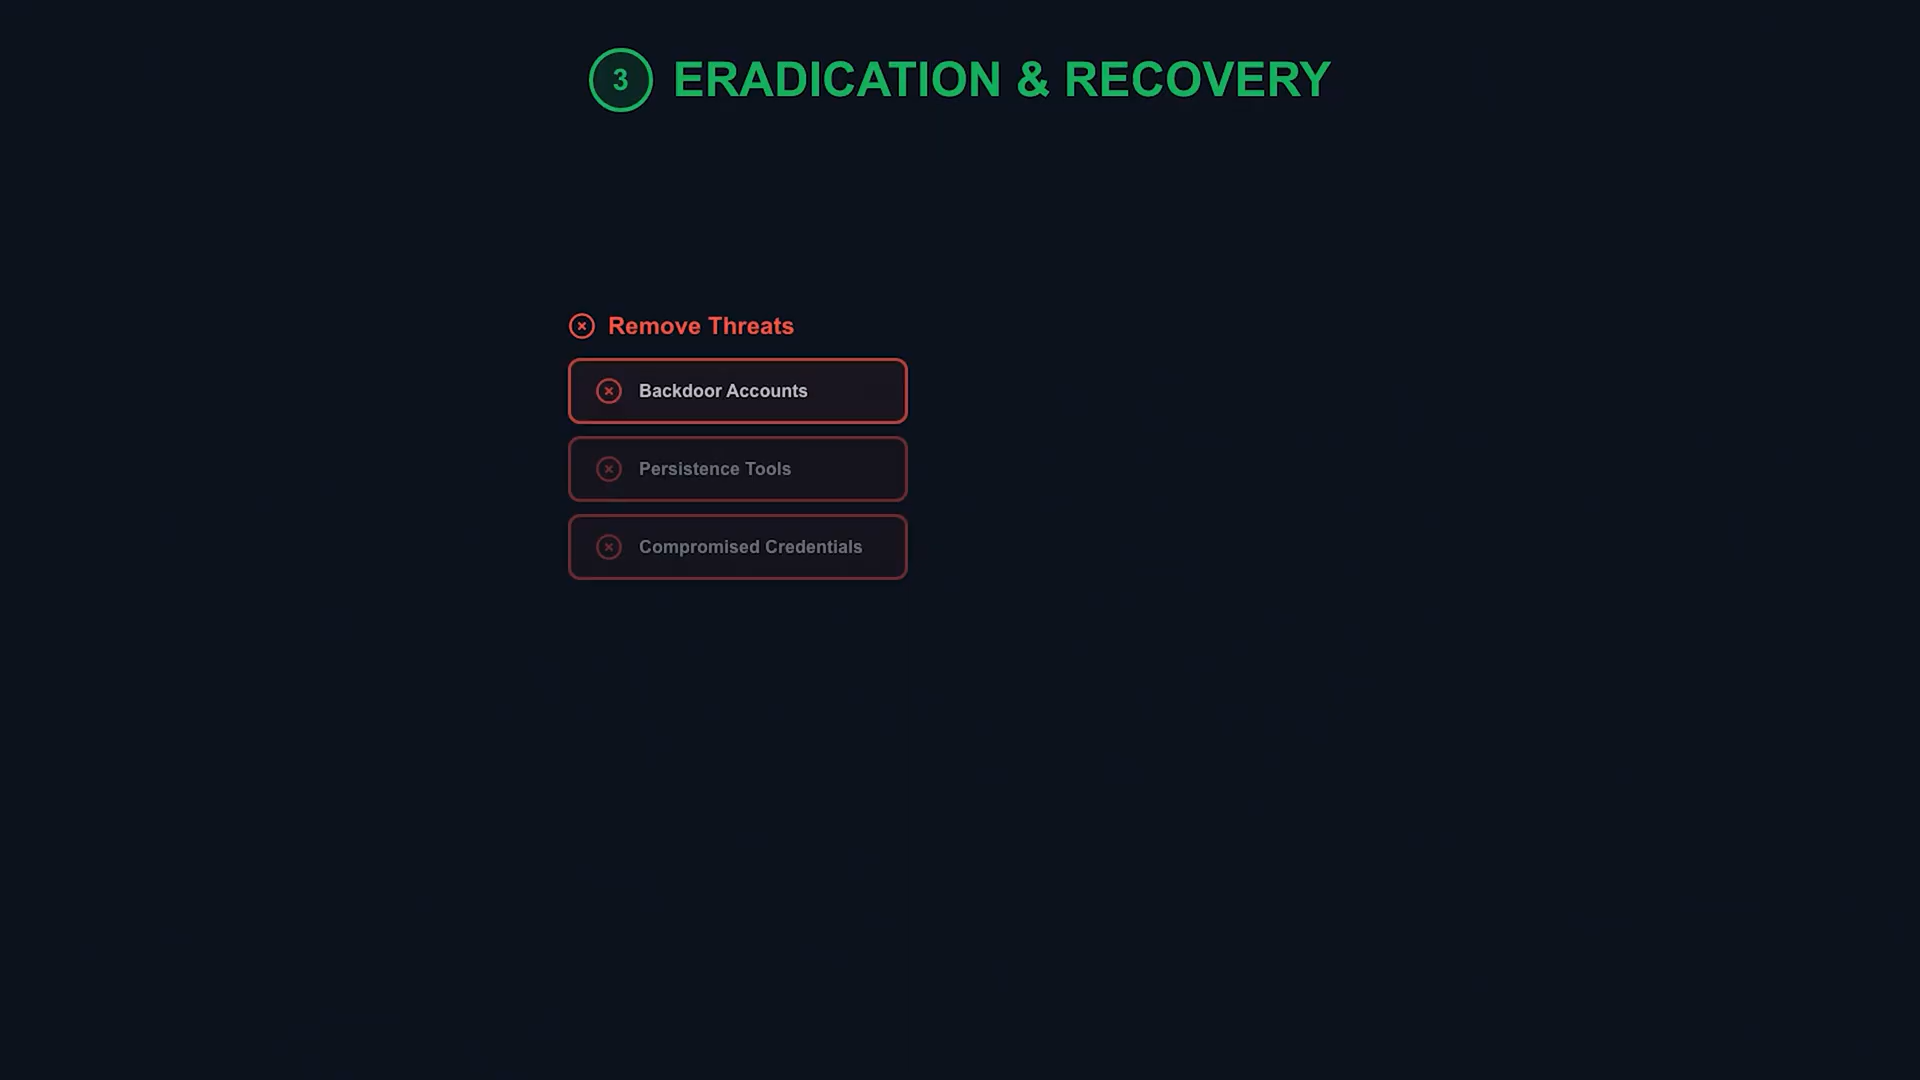 3 ERADICATION & RECOVERY
Remove Threats
Backdoor Accounts
Persistence Tools
Compromised Credentials